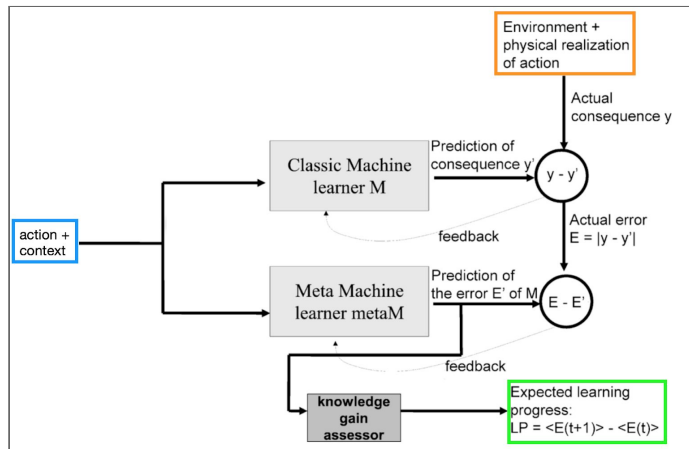 Environment +
physical realization
of action
Actual
consequence y
Prediction of
consequence y'
Classic Machine
learner M
y - y'
action +
context
feedback
Actual error
E = |y - y'|
Prediction of
the error E' of M
Meta Machine
learner metaM
E - E'
feedback
knowledge
gain
assessor
Expected learning
progress:
LP = <E(t+1)> - <E(t)>